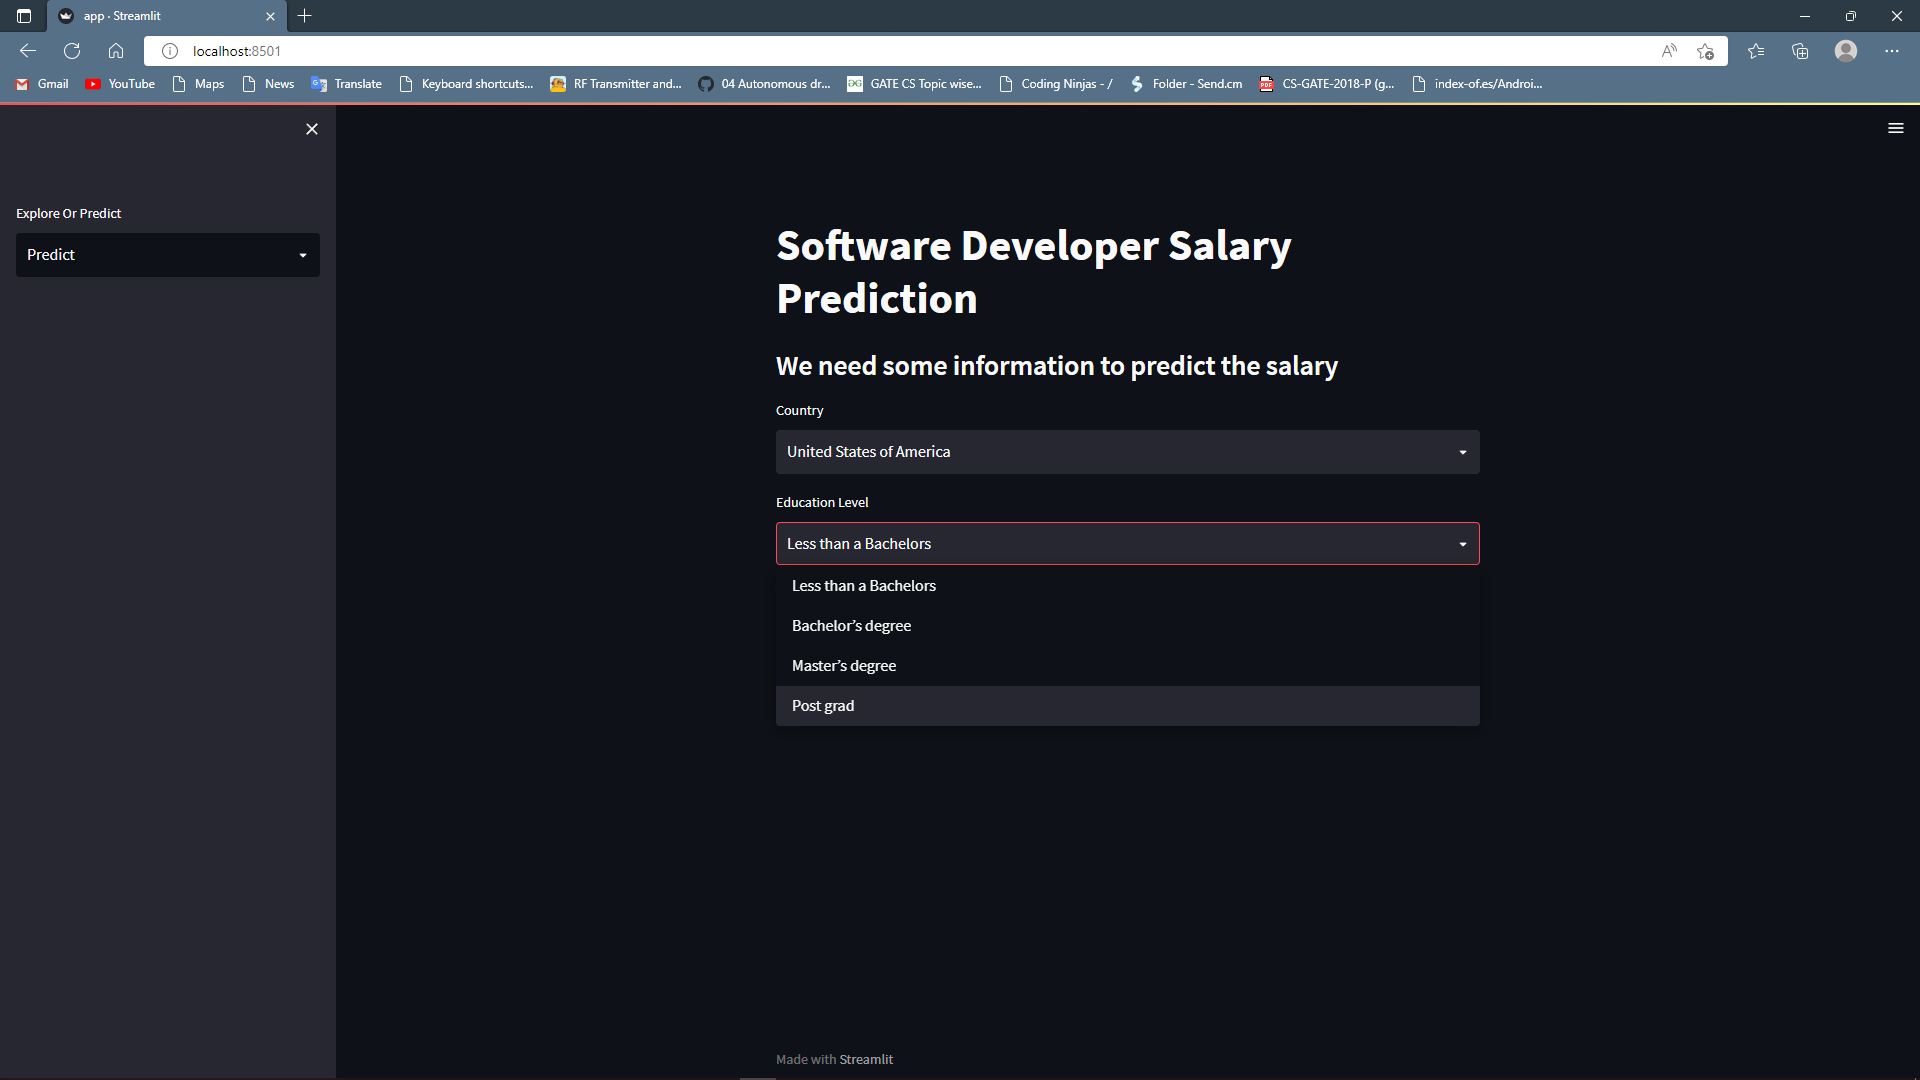 app · Streamlit
localhost:8501
Gmail
YouTube
Maps
News
Translate
Keyboard shortcuts...
RF Transmitter and...
04 Autonomous dr...
GATE CS Topic wise...
Coding Ninjas - /
Folder - Send.cm
CS-GATE-2018-P (g...
index-of.es/Androi...
Explore Or Predict
Predict
Software Developer Salary
Prediction
We need some information to predict the salary
Country
United States of America
Education Level
Less than a Bachelors
Less than a Bachelors
Bachelor’s degree
Master’s degree
Post grad
Made with Streamlit